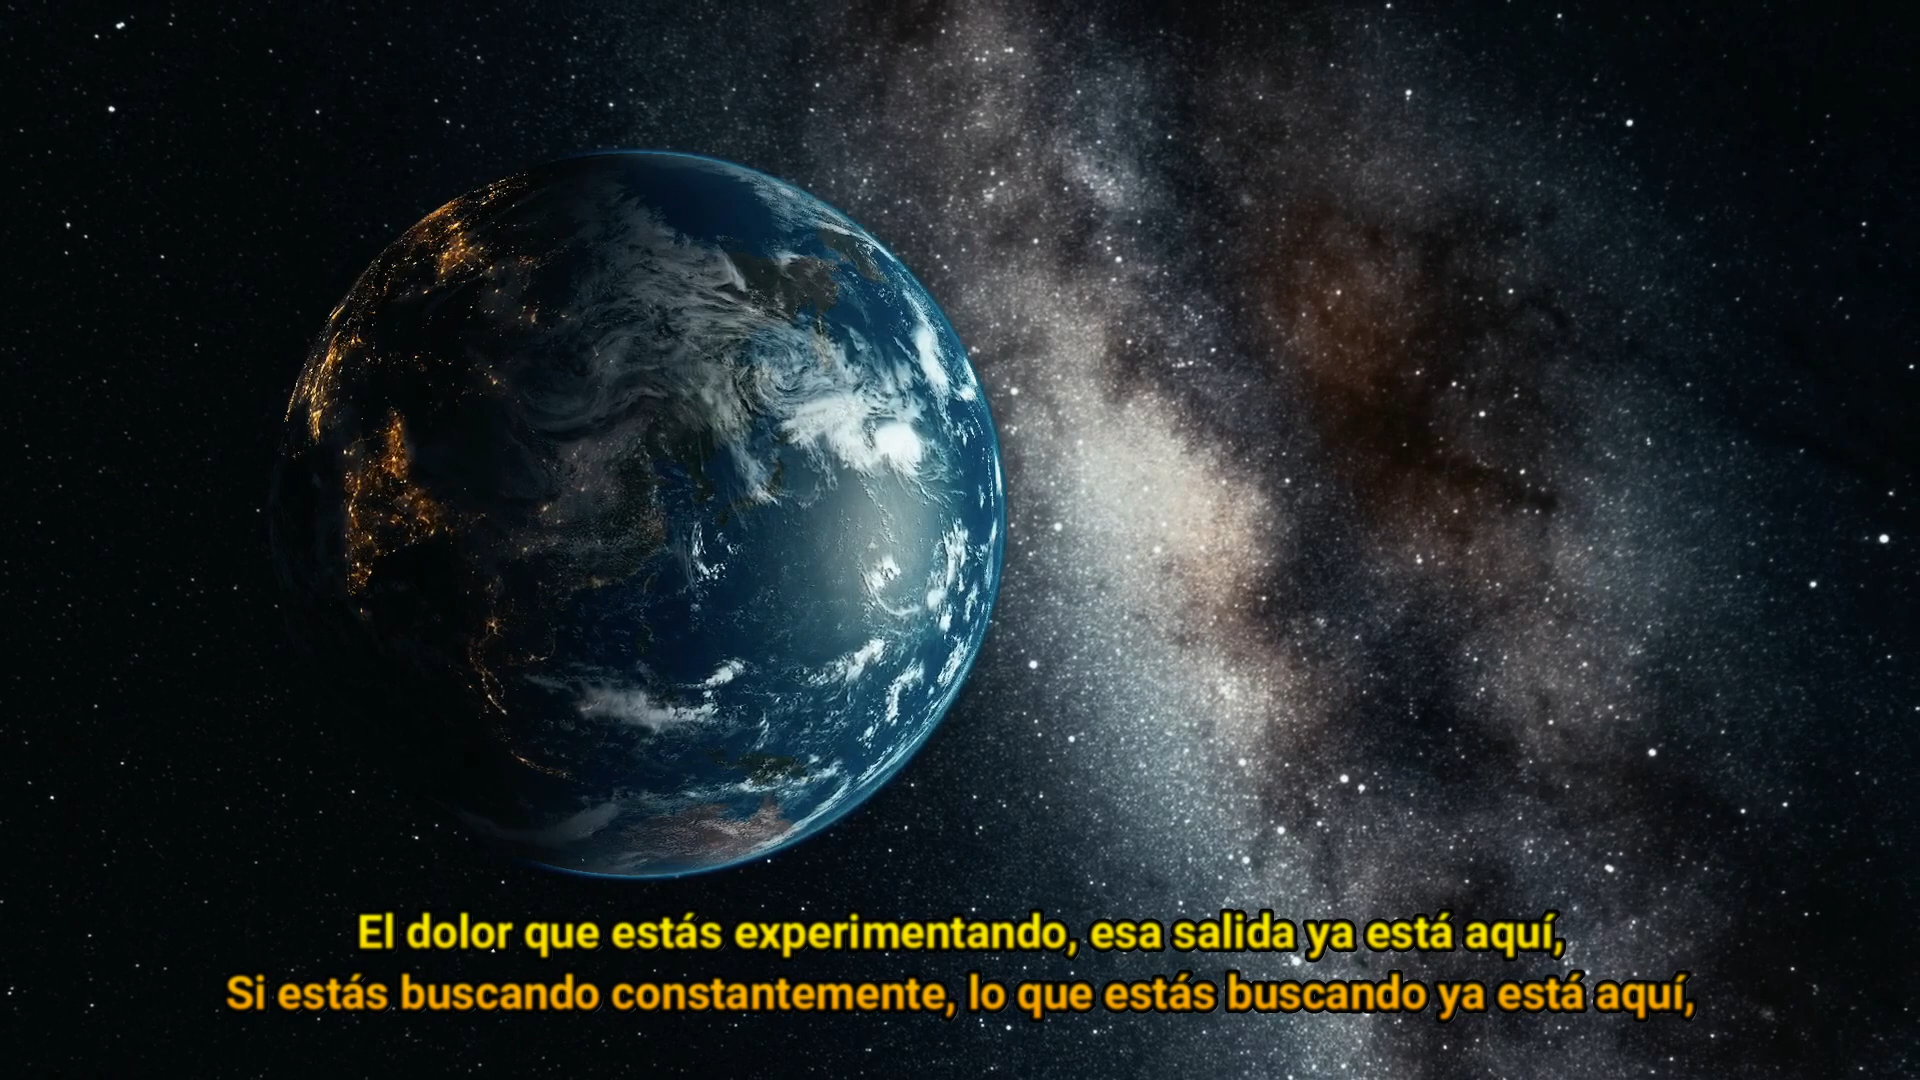 El dolor que estás experimentando, esa salida ya está aquí,
Si estás buscando constantemente, lo que estás buscando ya está aquí,